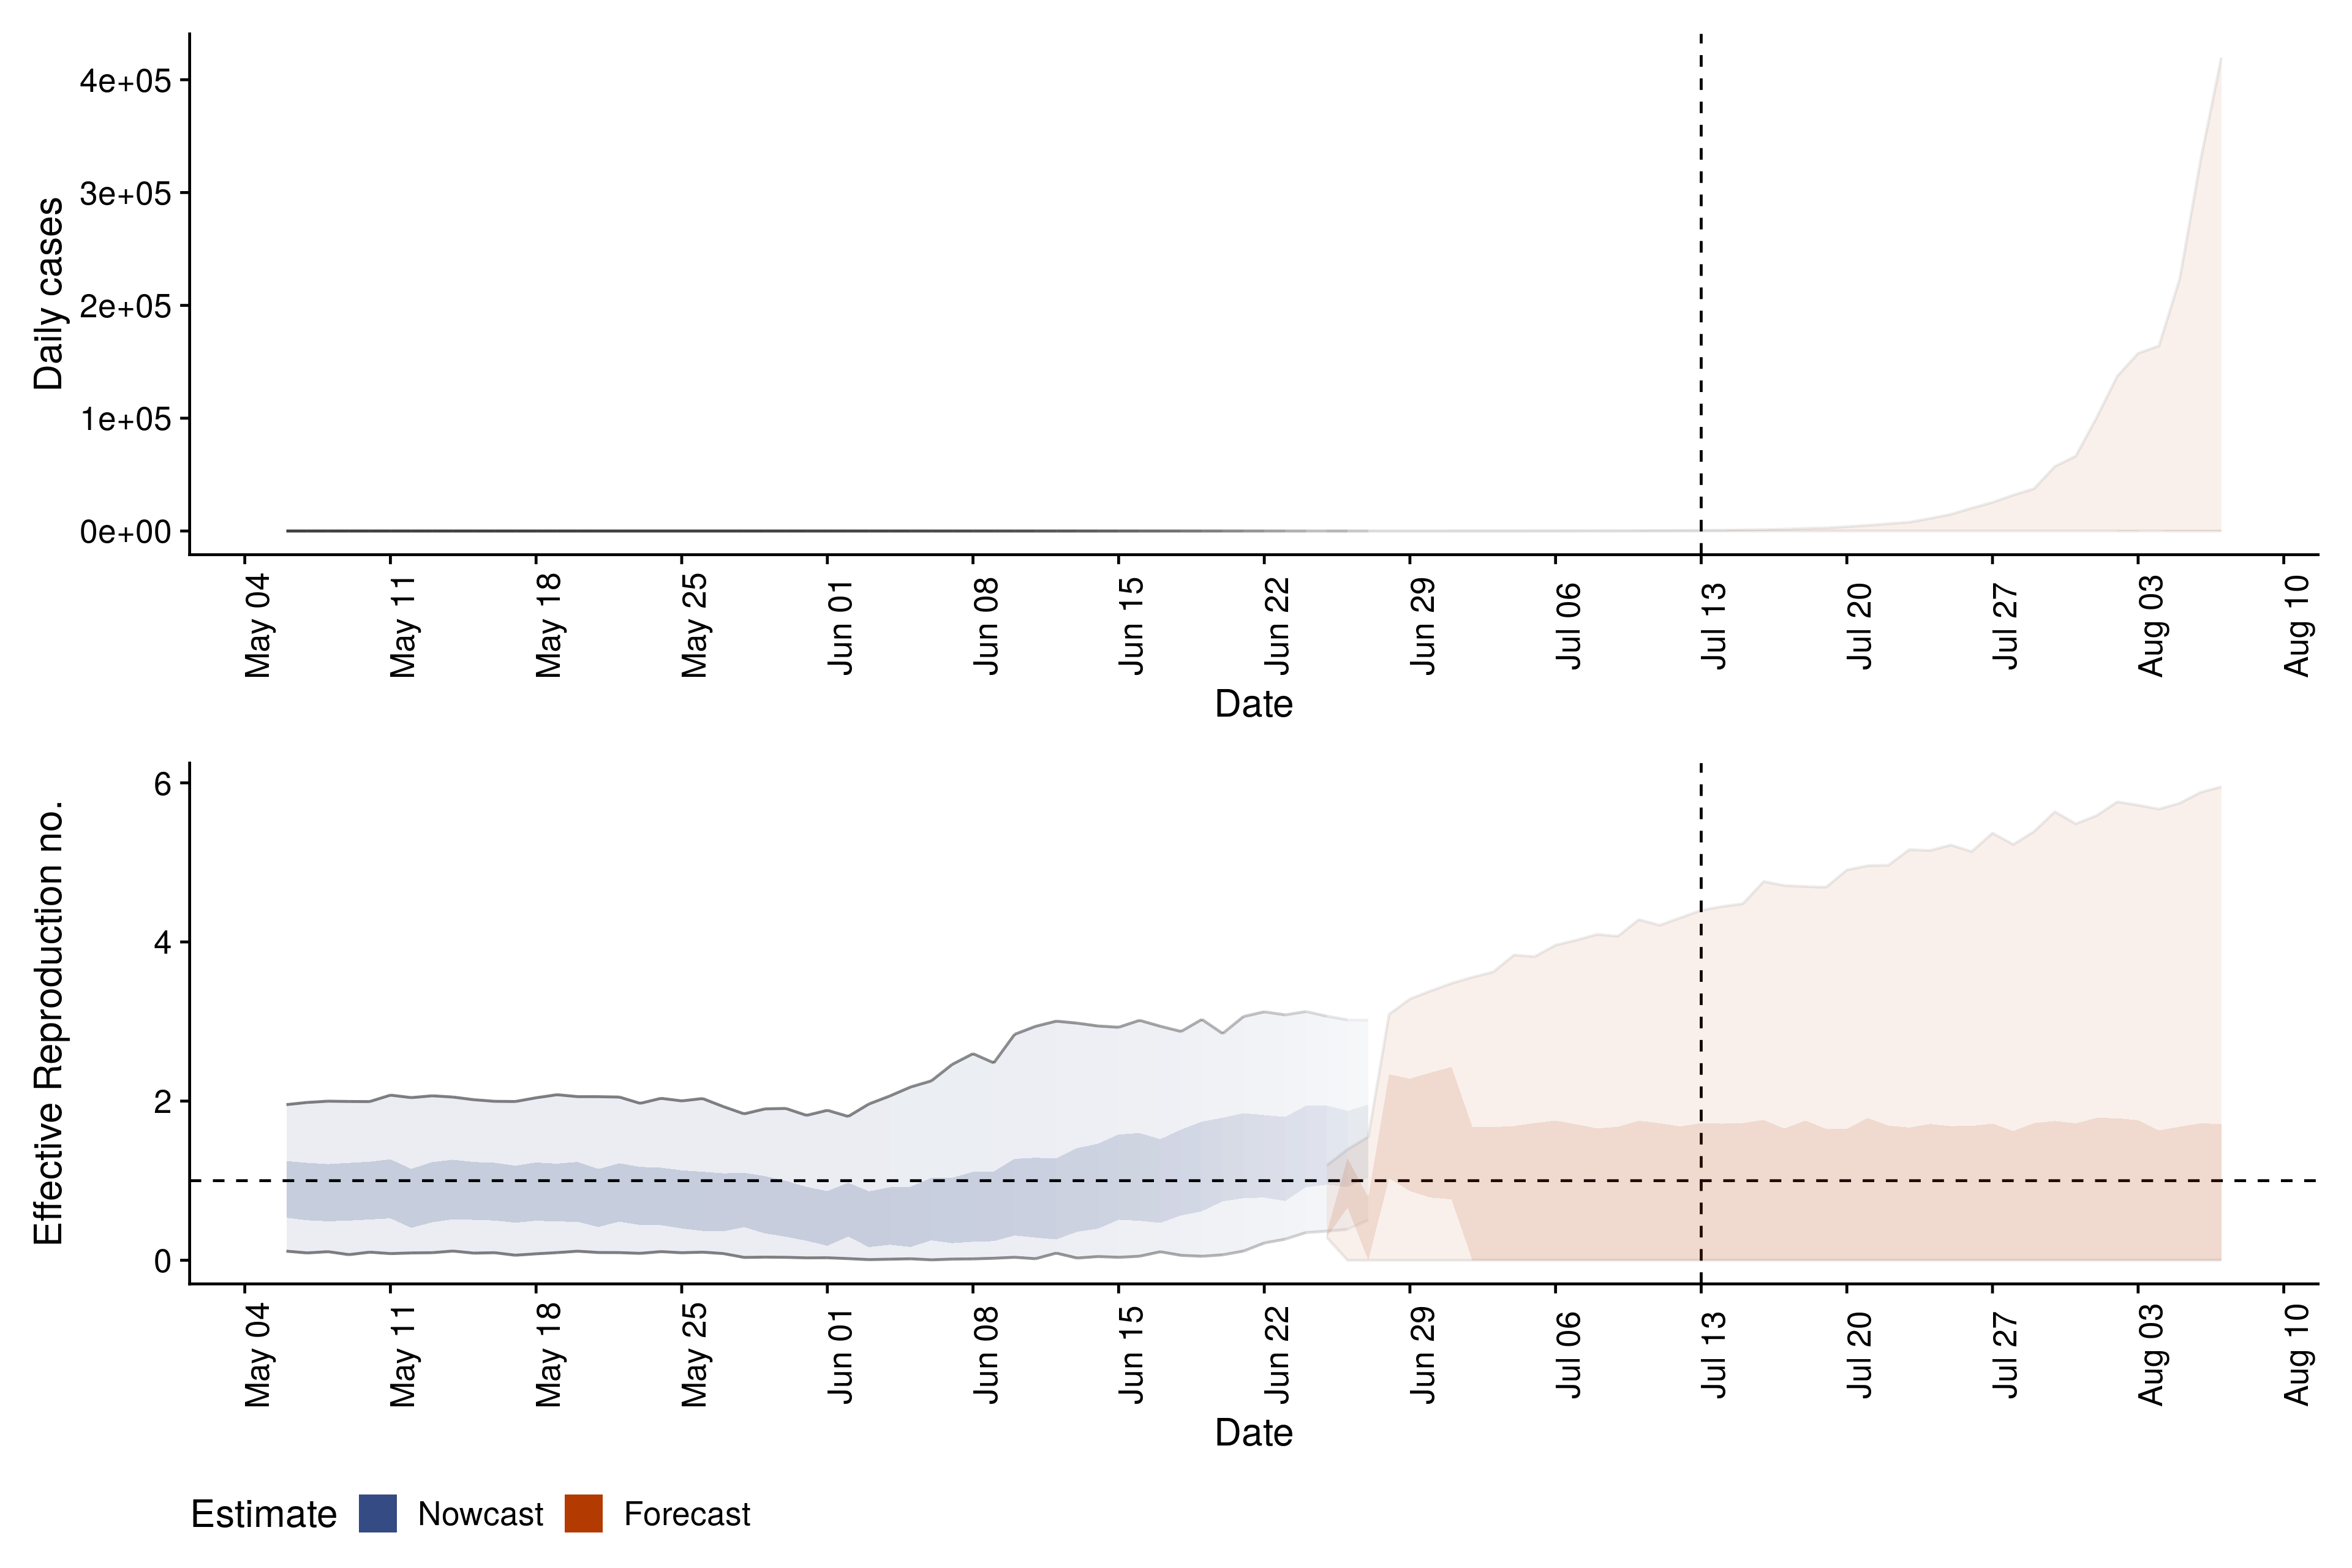 Daily cases
4e+05
3e+05
2e+05
1e+05
0e+00
May 04 May 11 May 18 May 25 Jun 01 Jun 08 Jun 15 Jun 22 Jun 29 Jul 06 Jul 13 Jul 20 Jul 27 Aug 03 Aug 10
Date
Effective Reproduction no.
6
4
2
0
May 04 May 11 May 18 May 25 Jun 01 Jun 08 Jun 15 Jun 22 Jun 29 Jul 06 Jul 13 Jul 20 Jul 27 Aug 03 Aug 10
Date
Estimate Nowcast Forecast